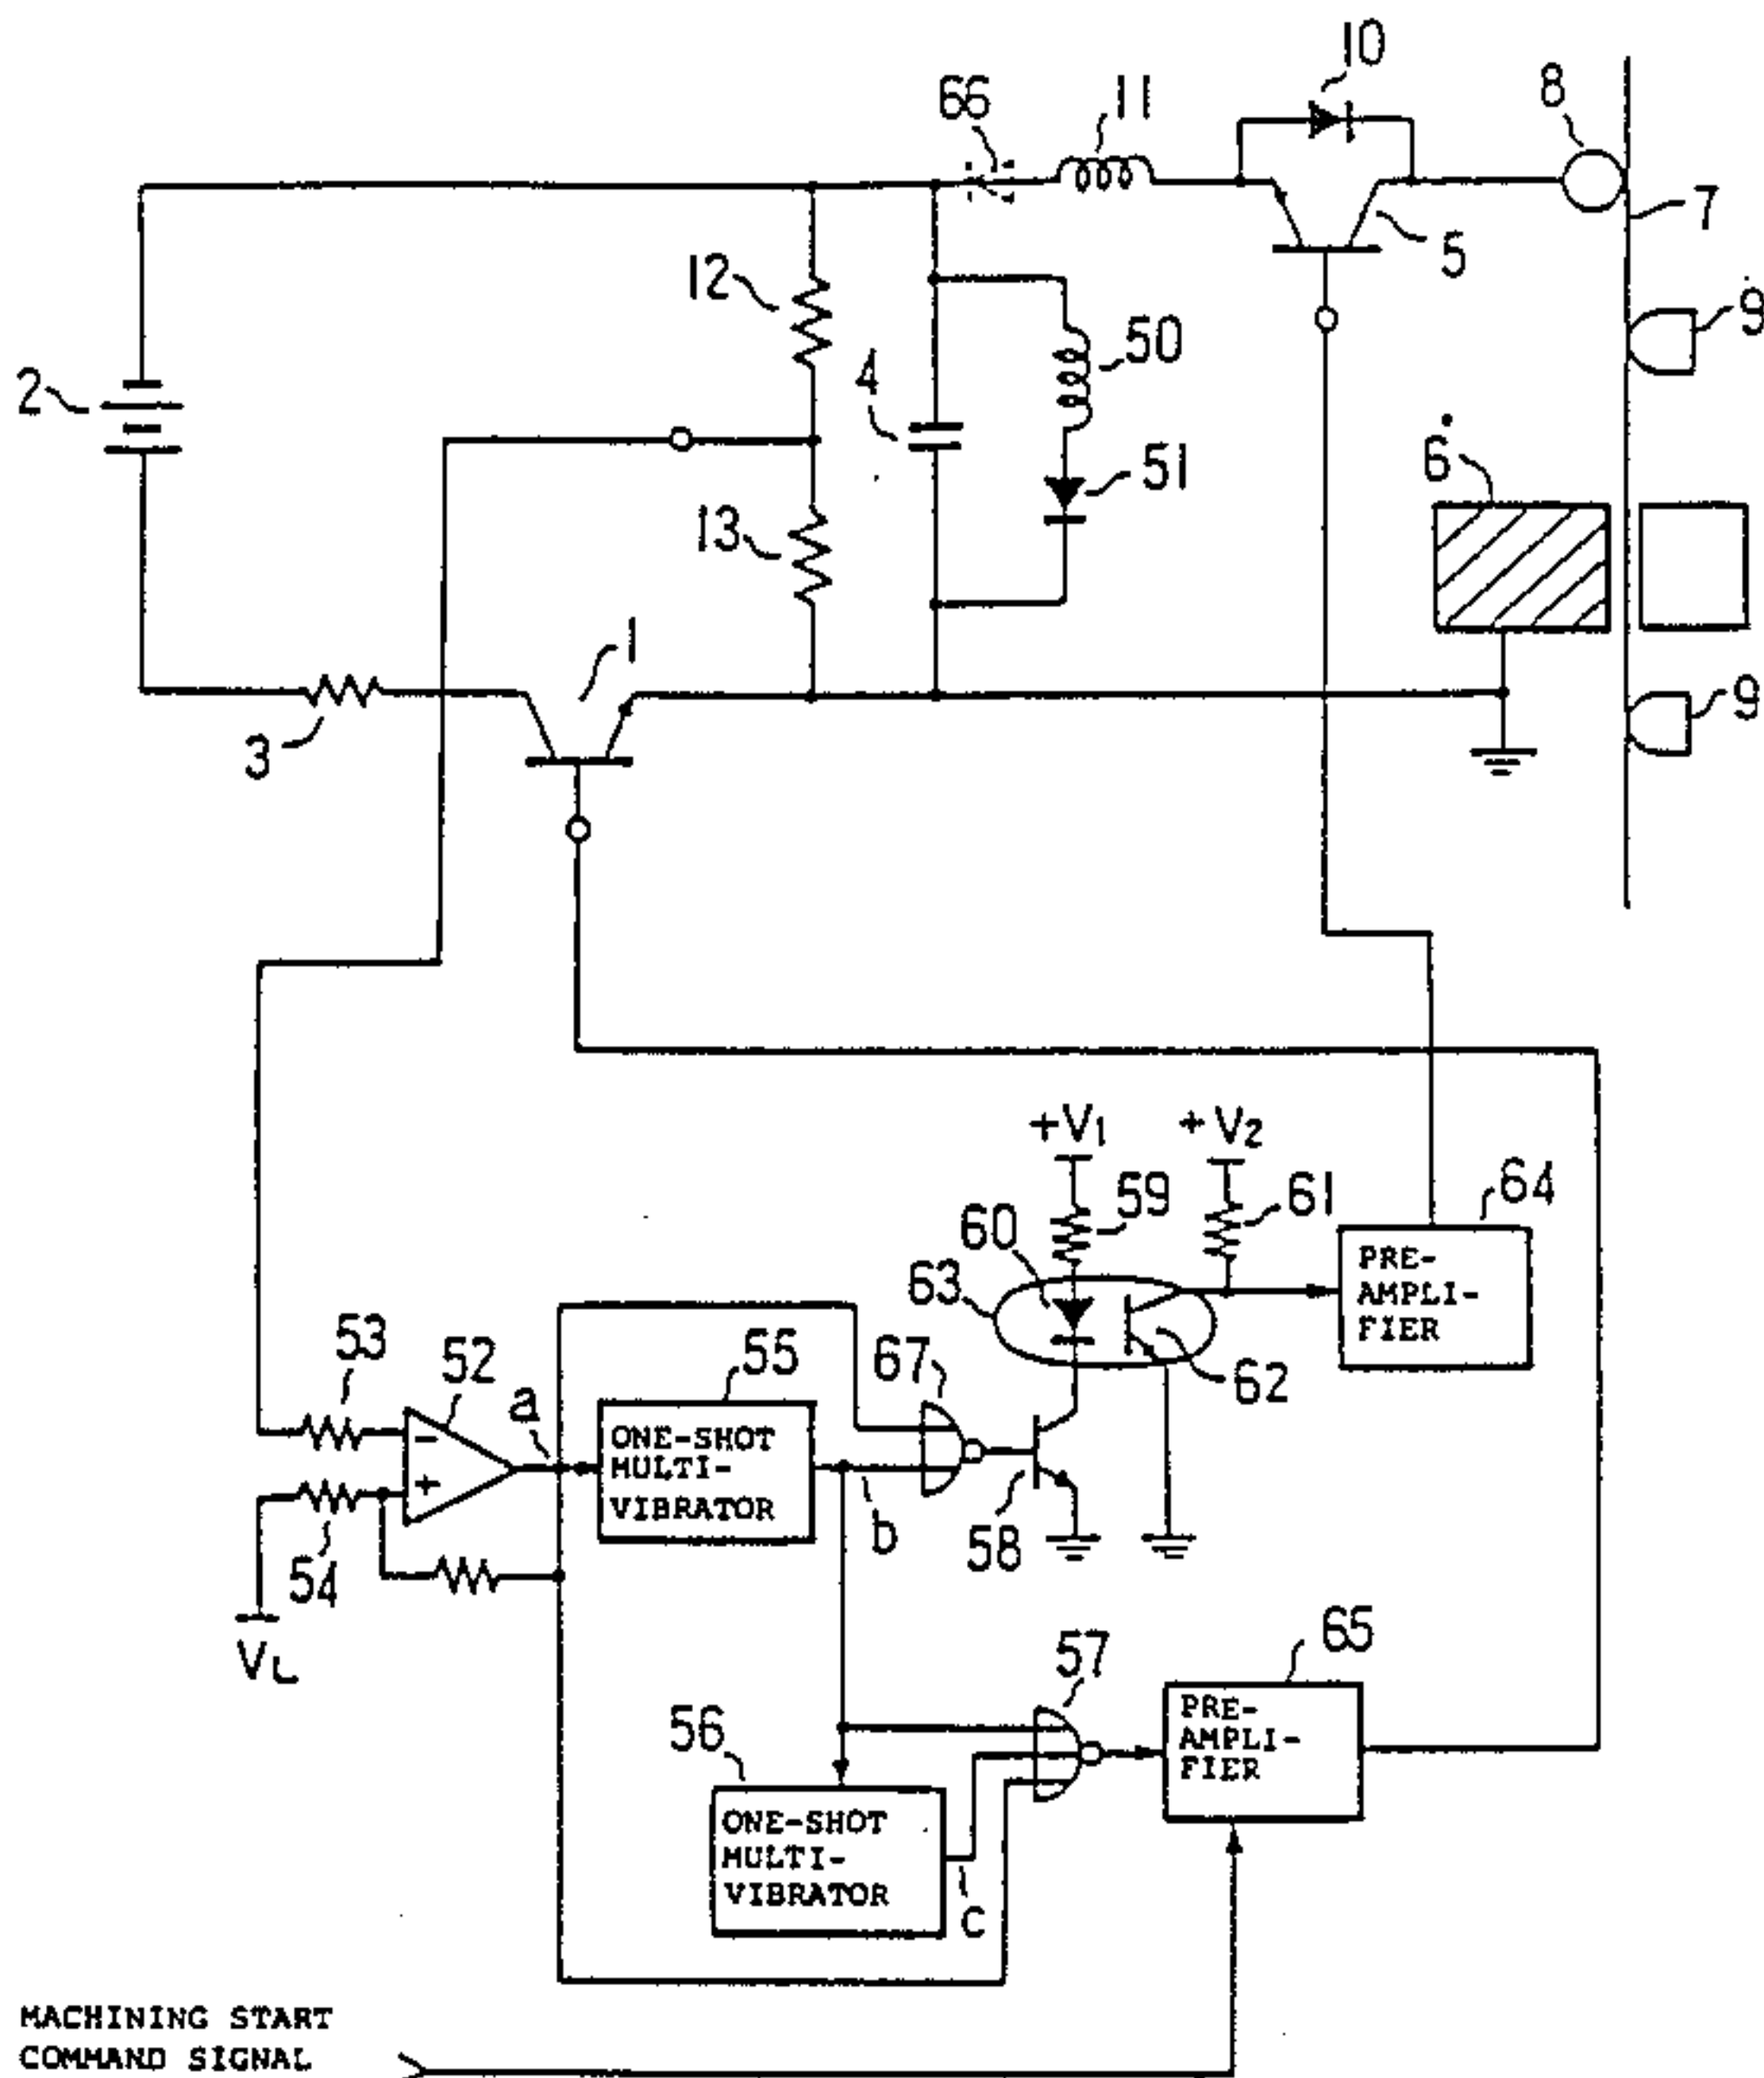 10
8
66
11
7
5
12
9
2
4
50
6
51
13
1
9
3
+V1
+V2
59
61
64
60
63
PRE-
AMPLI-
FIER
53
52
55
67
62
a
ONE-SHOT
MULTI-
VIBRATOR
-
+
b
58
54
VL
57
65
56
PRE-
AMPLI-
FIER
ONE-SHOT
MULTI-
VIBRATOR
c
MACHINING START
COMMAND SIGNAL